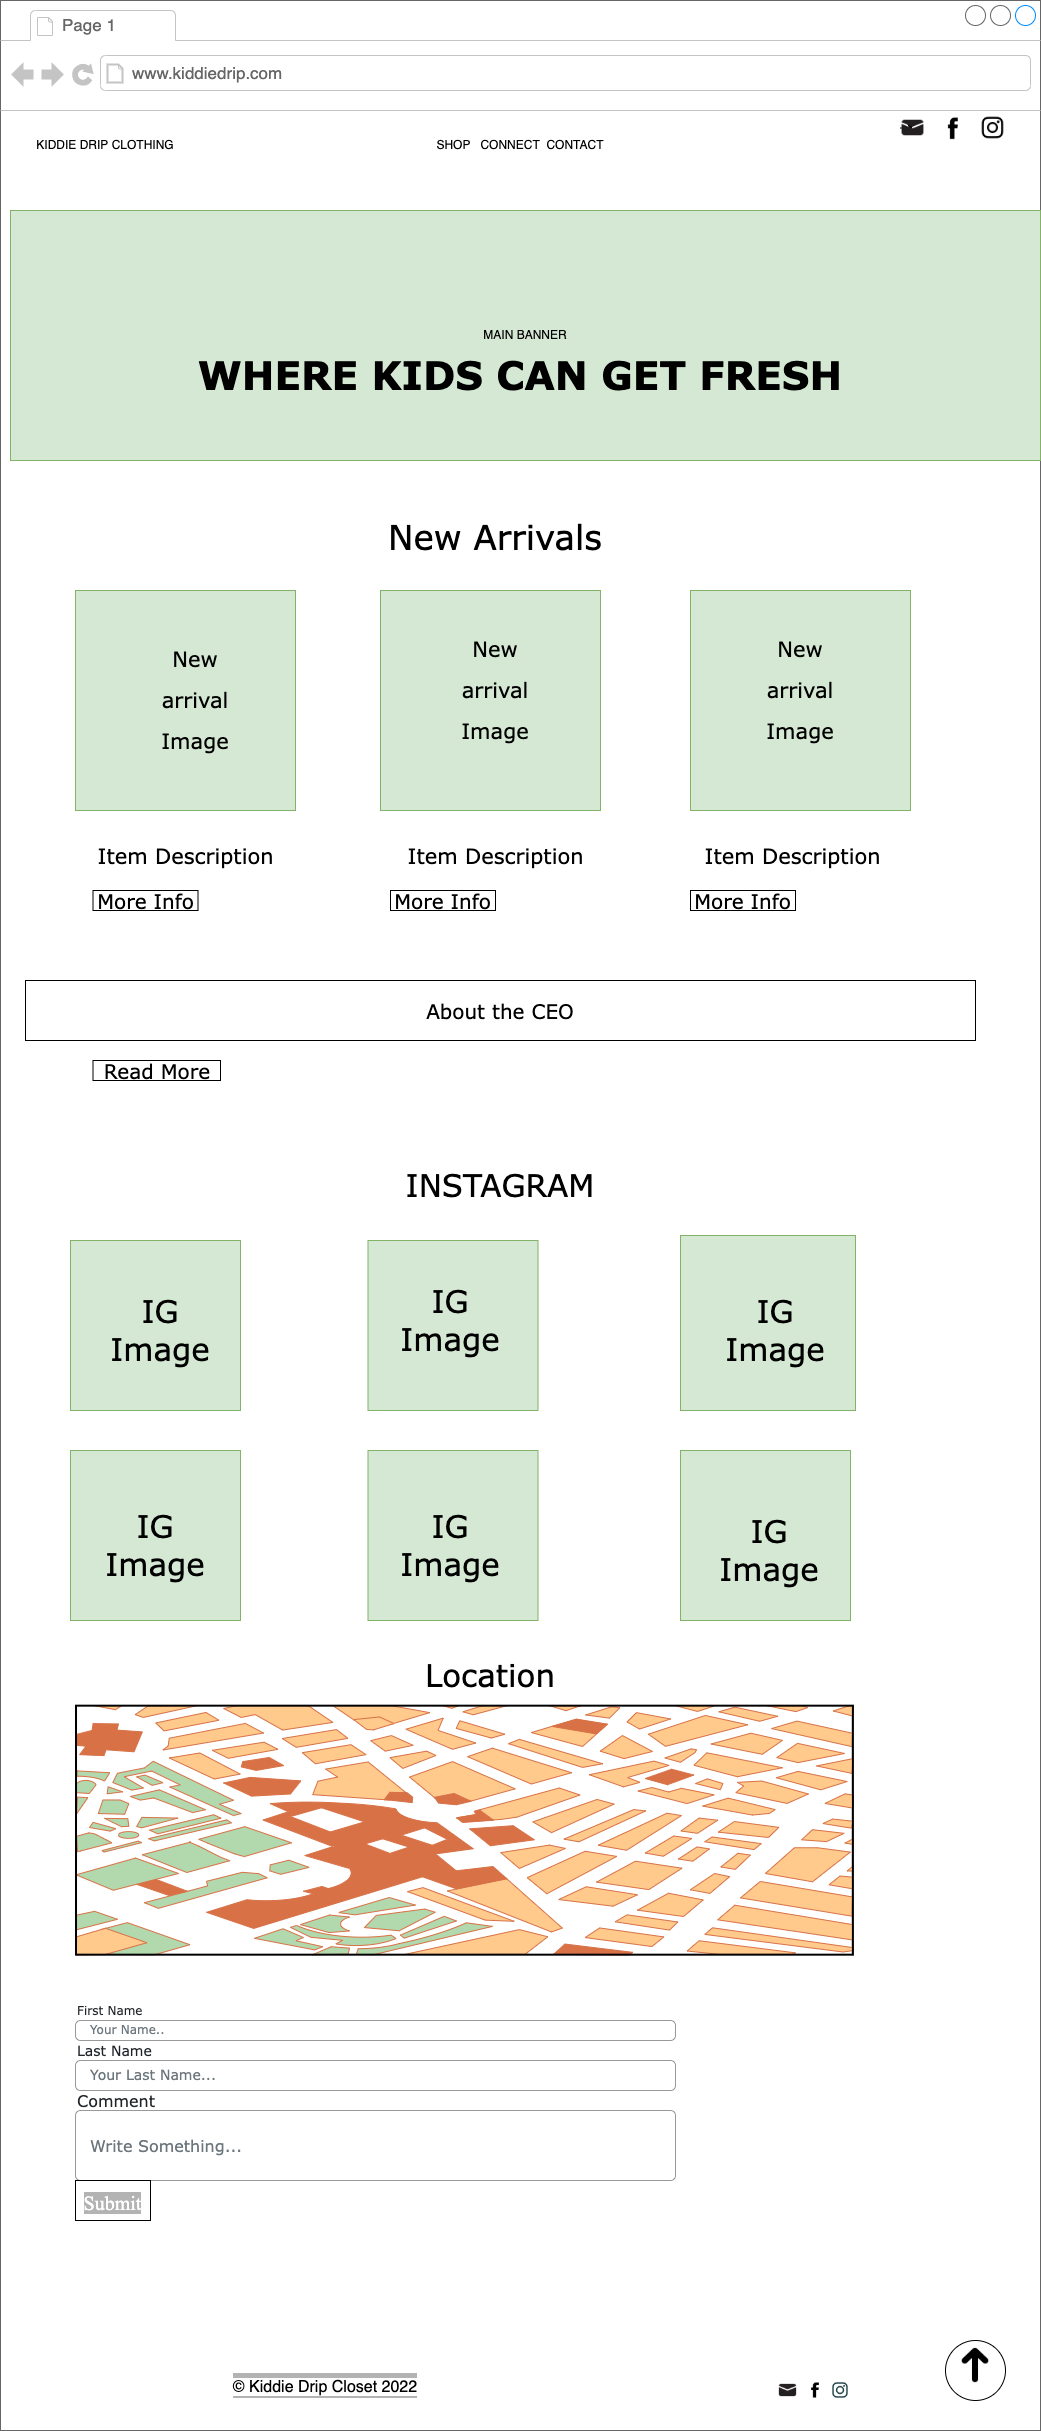 Page 1
www.kiddiedrip.com
KIDDIE DRIP CLOTHING
SHOP CONNECT CONTACT
MAIN BANNER
WHERE KIDS CAN GET FRESH
New Arrivals
New
arrival
Image
New
arrival
Image
New
arrival
Image
Item Description
Item Description
Item Description
More Info
More Info
More Info
About the CEO
Read More
INSTAGRAM
IG
Image
IG
Image
IG
Image
IG
Image
IG
Image
IG
Image
Location
First Name
Your Name..
Last Name
Your Last Name...
Comment
Write Something...
Submit
© Kiddie Drip Closet 2022